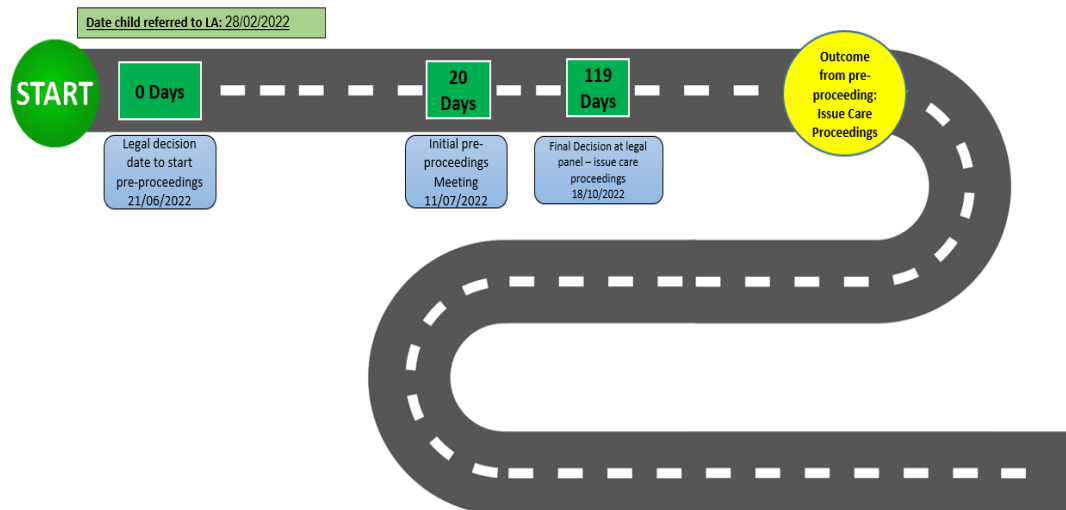 Date child referred to LA: 28/02/2022
START
0 Days
20
Days
119
Days
Outcome
from pre-
proceeding:
Issue Care
Proceedings
Legal decision
date to start
pre-proceedings
21/06/2022
Initial pre-
proceedings
Meeting
11/07/2022
Final Decision at legal
panel – issue care
proceedings
18/10/2022